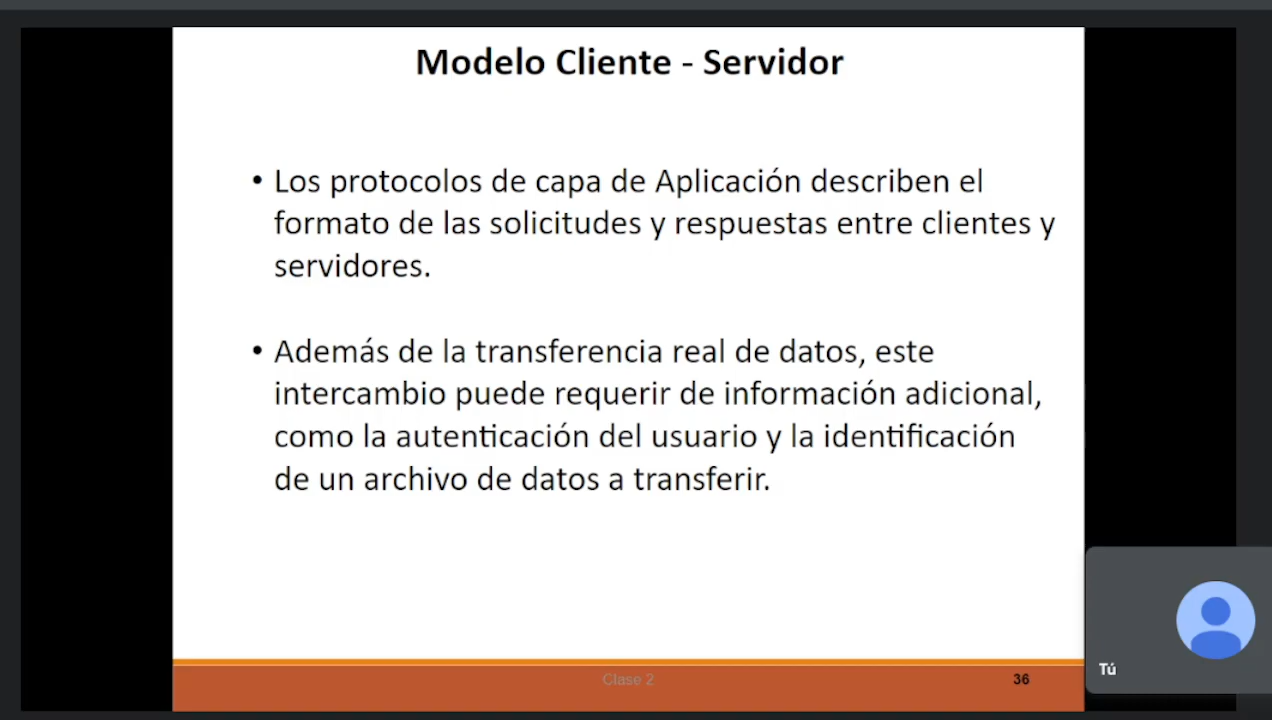 Modelo Cliente - Servidor
• Los protocolos de capa de Aplicación describen el
formato de las solicitudes y respuestas entre clientes y
servidores.
• Además de la transferencia real de datos, este
intercambio puede requerir de información adicional,
como la autenticación del usuario y la identificación
de un archivo de datos a transferir.
Clase 2
36
Tú